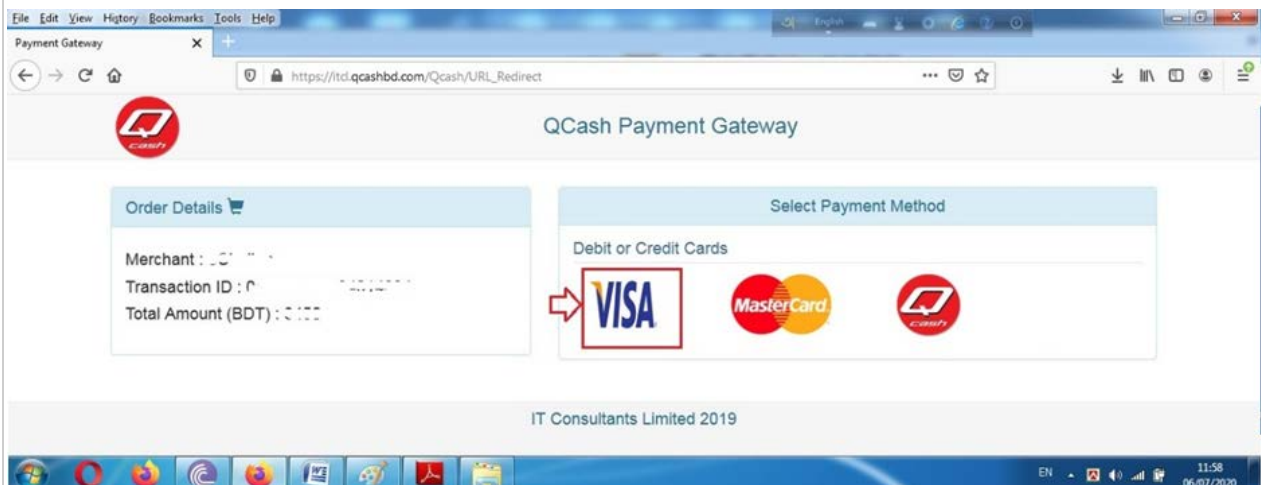 File Edit View History Bookmarks Tools Help
English
Payment Gateway
https://itcl.qcashbd.com/Qcash/URL_Redirect
Q cash
QCash Payment Gateway
Order Details
Select Payment Method
Merchant :
Transaction ID :
Total Amount (BDT) :
Debit or Credit Cards
VISA
MasterCard
Q cash
IT Consultants Limited 2019
EN
11:58
06/07/2020